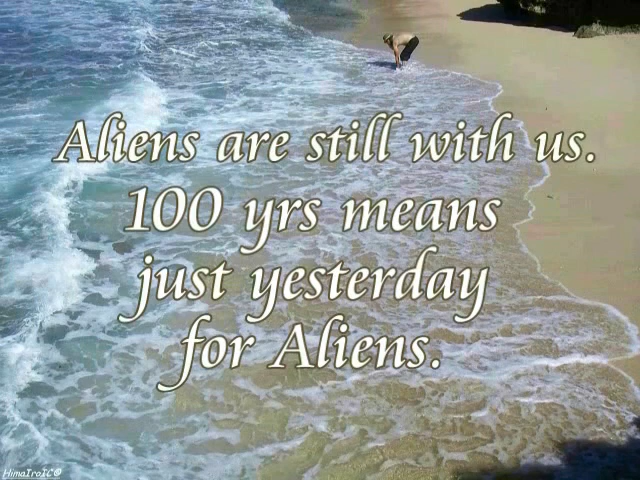 Aliens are still with us.
100 yrs means
just yesterday
for Aliens.
HimaIroIC®